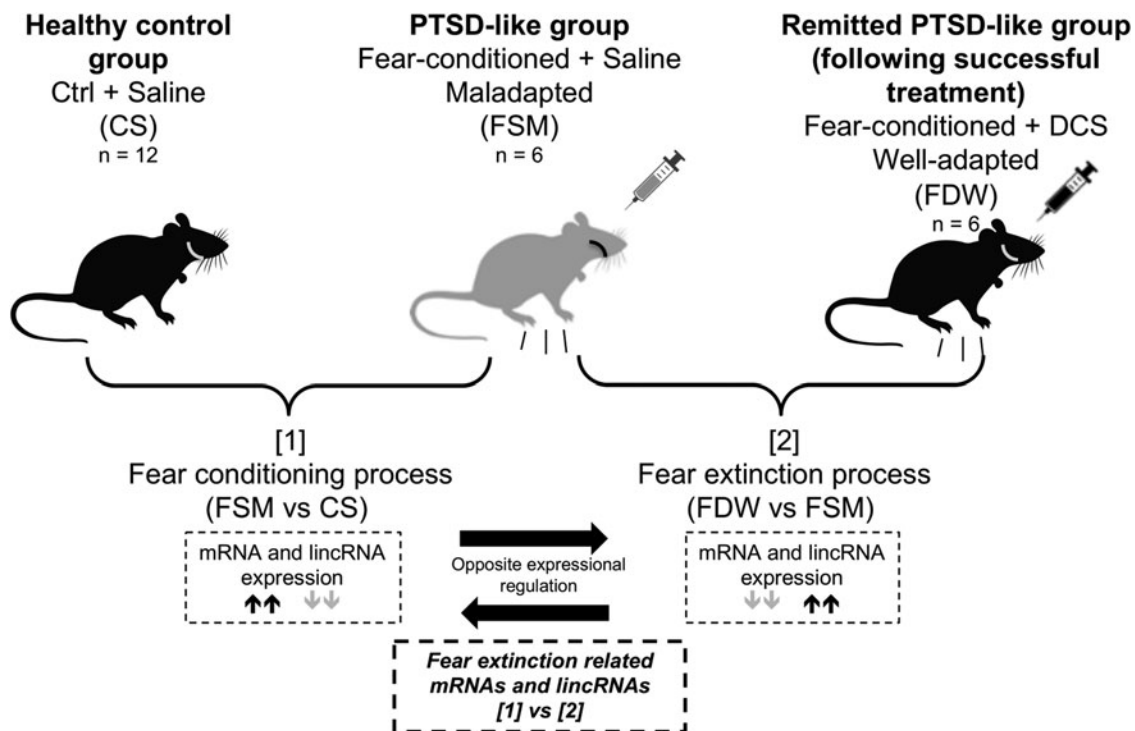 Healthy control
group
Ctrl + Saline
(CS)
n = 12
PTSD-like group
Fear-conditioned + Saline
Maladapted
(FSM)
n = 6
Remitted PTSD-like group
(following successful
treatment)
Fear-conditioned + DCS
Well-adapted
(FDW)
n = 6
[1]
Fear conditioning process
(FSM vs CS)
mRNA and lincRNA
expression
Opposite expressional
regulation
[2]
Fear extinction process
(FDW vs FSM)
mRNA and lincRNA
expression
Fear extinction related
mRNAs and lincRNAs
[1] vs [2]